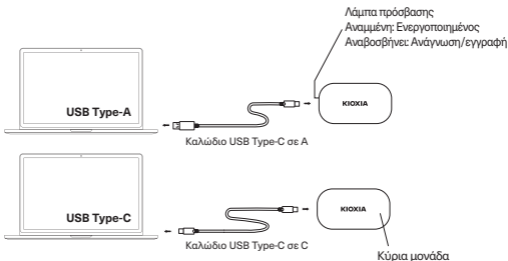 Λάμπα πρόσβασης
Αναμμένη: Ενεργοποιημένος
Αναβοσβήνει: Ανάγνωση/εγγραφή
USB Type-A
KIOXIA
Καλώδιο USB Type-C σε A
USB Type-C
KIOXIA
Καλώδιο USB Type-C σε C
Κύρια μονάδα